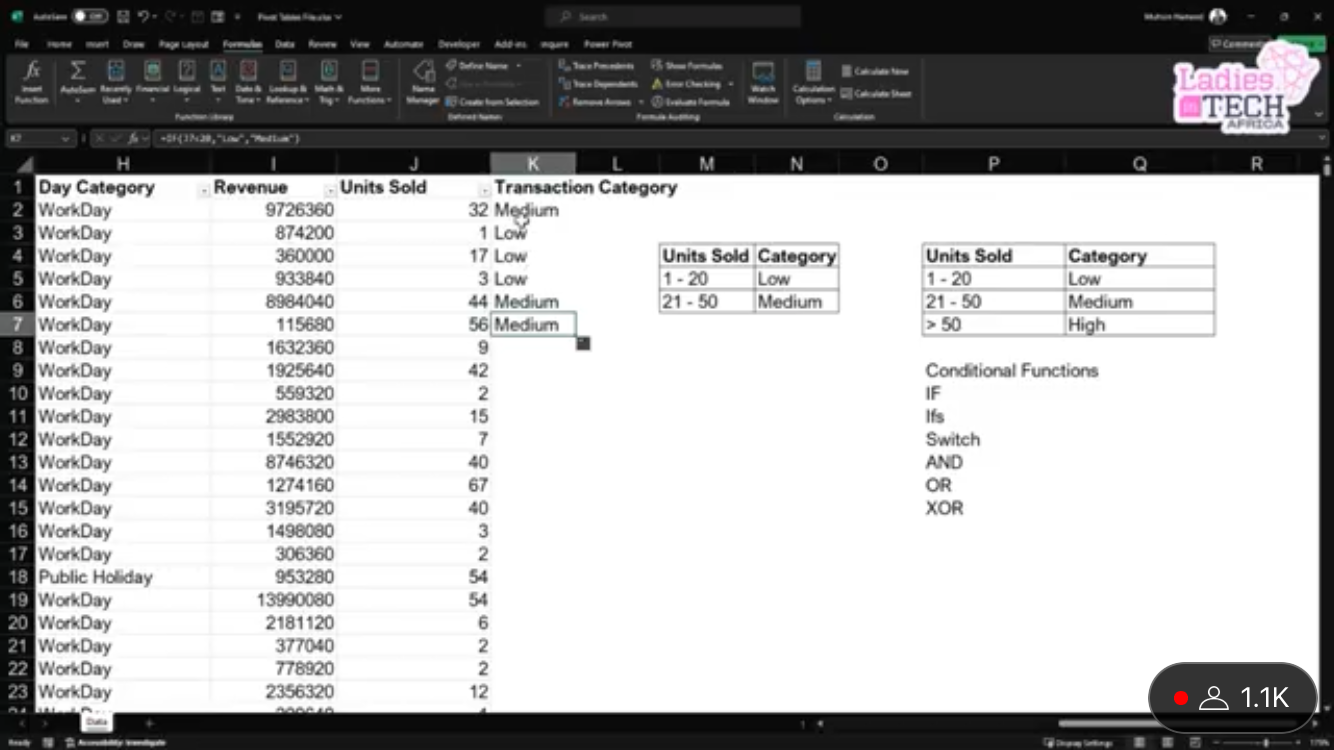 AutoSave Off Pivot Tables File.xlsx Search
File Home Insert Draw Page Layout Formulas Data Review View Automate Developer Add-ins Inquire Power Pivot Comments
Insert Function AutoSum Recently Used Financial Logical Text Date & Time Lookup & Reference Math & Trig More Functions Name Manager Define Name Create from Selection Trace Precedents Trace Dependents Remove Arrows Show Formulas Error Checking Evaluate Formula Watch Window Calculation Options Calculate Now Calculate Sheet
Function Library Defined Names Formula Auditing Calculation
Ladies in TECH AFRICA
K7 fx =IF(J7<20,"Low","Medium")
H I J K L M N O P Q R
1 Day Category Revenue Units Sold Transaction Category
2 WorkDay 9726360 32 Medium
3 WorkDay 874200 1 Low
4 WorkDay 360000 17 Low Units Sold Category Units Sold Category
5 WorkDay 933840 3 Low 1 - 20 Low 1 - 20 Low
6 WorkDay 8984040 44 Medium 21 - 50 Medium 21 - 50 Medium
7 WorkDay 115680 56 Medium > 50 High
8 WorkDay 1632360 9
9 WorkDay 1925640 42 Conditional Functions
10 WorkDay 559320 2 IF
11 WorkDay 2983800 15 Ifs
12 WorkDay 1552920 7 Switch
13 WorkDay 8746320 40 AND
14 WorkDay 1274160 67 OR
15 WorkDay 3195720 40 XOR
16 WorkDay 1498080 3
17 WorkDay 306360 2
18 Public Holiday 953280 54
19 WorkDay 13990080 54
20 WorkDay 2181120 6
21 WorkDay 377040 2
22 WorkDay 778920 2
23 WorkDay 2356320 12
1.1K
Data
Ready Accessibility: Investigate Display Settings